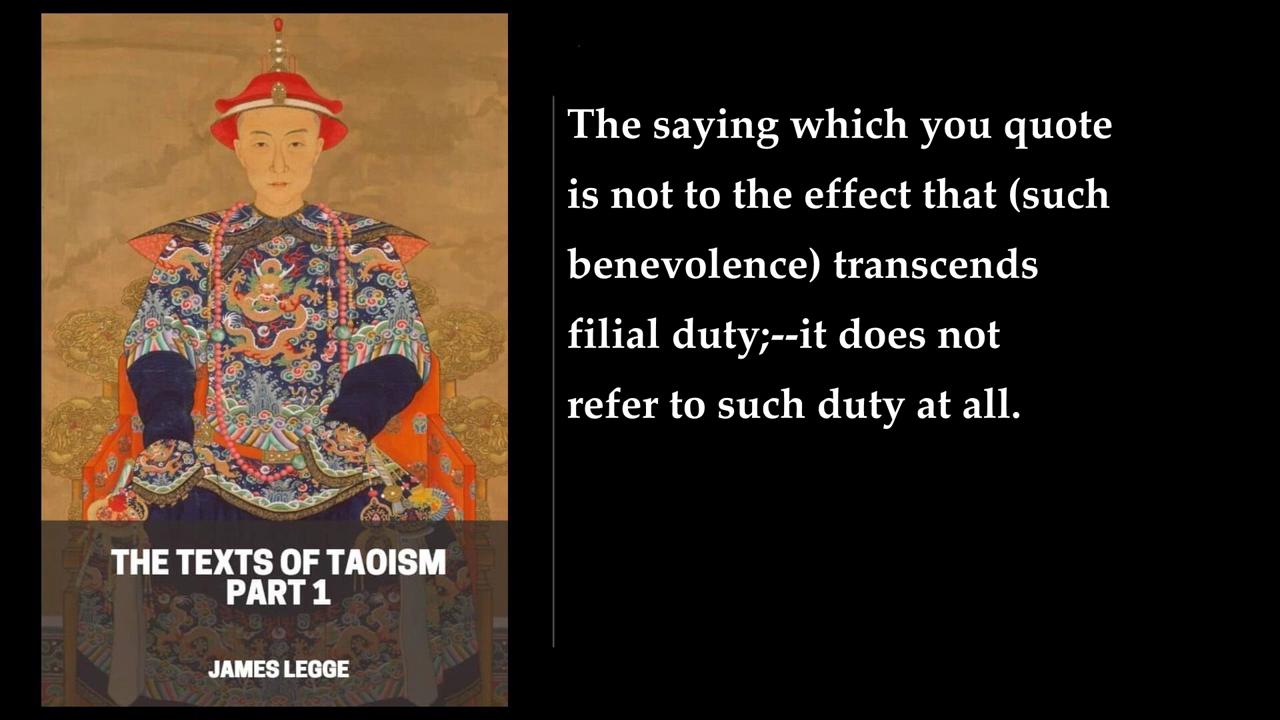 THE TEXTS OF TAOISM
PART 1
JAMES LEGGE
The saying which you quote
is not to the effect that (such
benevolence) transcends
filial duty;--it does not
refer to such duty at all.